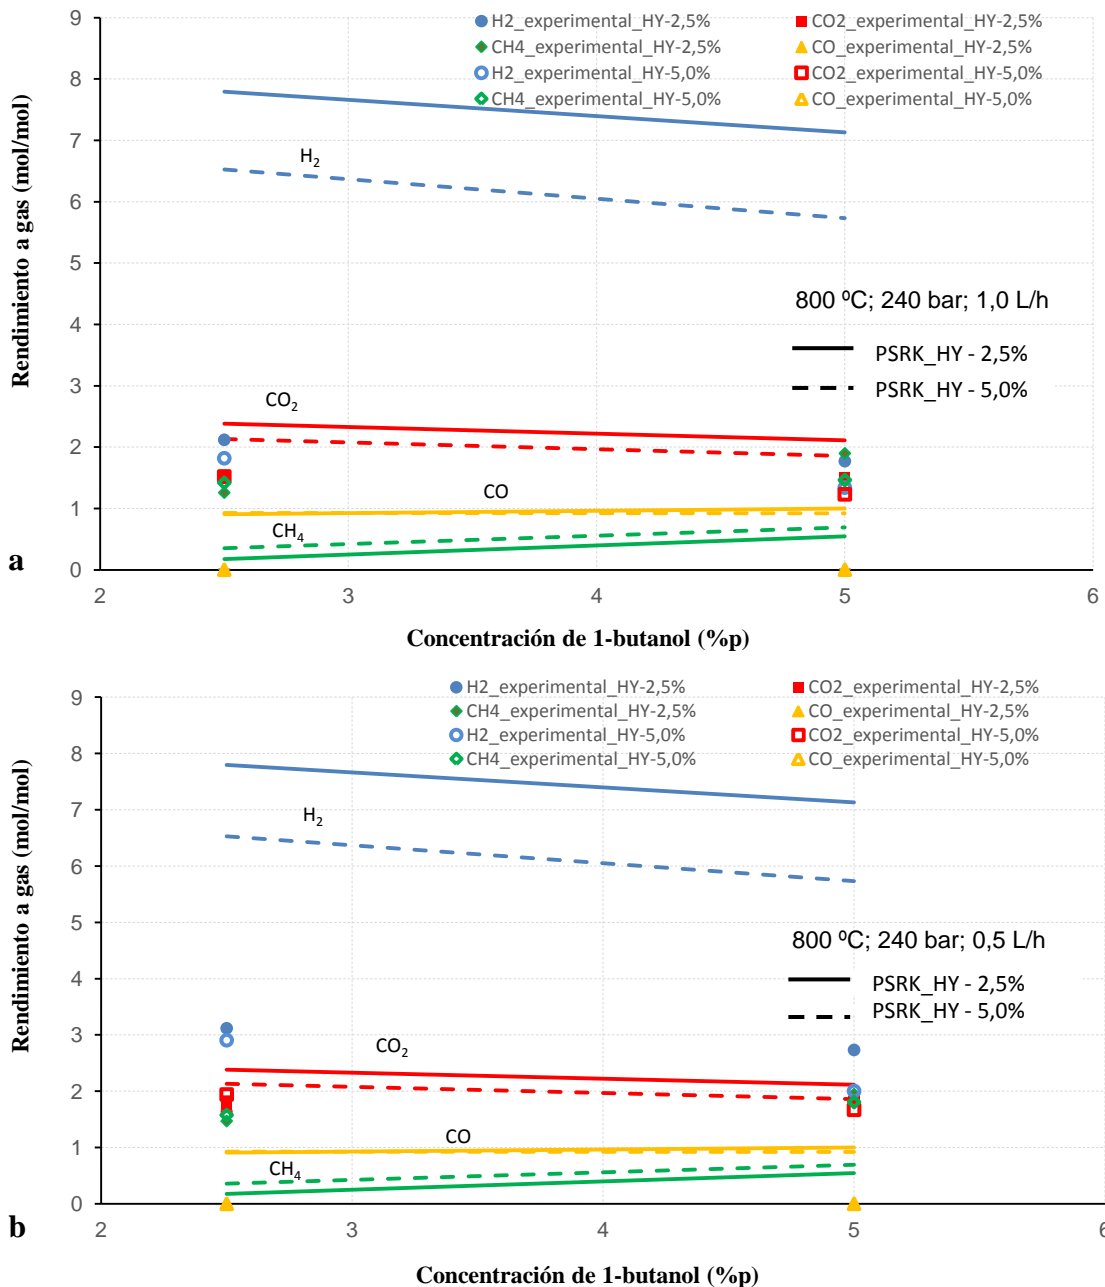 9
8
7
6
5
4
3
2
1
0
2
3
4
5
6
Rendimiento a gas (mol/mol)
Concentración de 1-butanol (%p)
H2_experimental_HY-2,5%
CO2_experimental_HY-2,5%
CH4_experimental_HY-2,5%
CO_experimental_HY-2,5%
H2_experimental_HY-5,0%
CO2_experimental_HY-5,0%
CH4_experimental_HY-5,0%
CO_experimental_HY-5,0%
H₂
800 ºC; 240 bar; 1,0 L/h
PSRK_HY - 2,5%
PSRK_HY - 5,0%
CO₂
CO
CH₄
a
9
8
7
6
5
4
3
2
1
0
2
3
4
5
6
Rendimiento a gas (mol/mol)
Concentración de 1-butanol (%p)
H2_experimental_HY-2,5%
CO2_experimental_HY-2,5%
CH4_experimental_HY-2,5%
CO_experimental_HY-2,5%
H2_experimental_HY-5,0%
CO2_experimental_HY-5,0%
CH4_experimental_HY-5,0%
CO_experimental_HY-5,0%
H₂
800 ºC; 240 bar; 0,5 L/h
PSRK_HY - 2,5%
PSRK_HY - 5,0%
CO₂
CO
CH₄
b